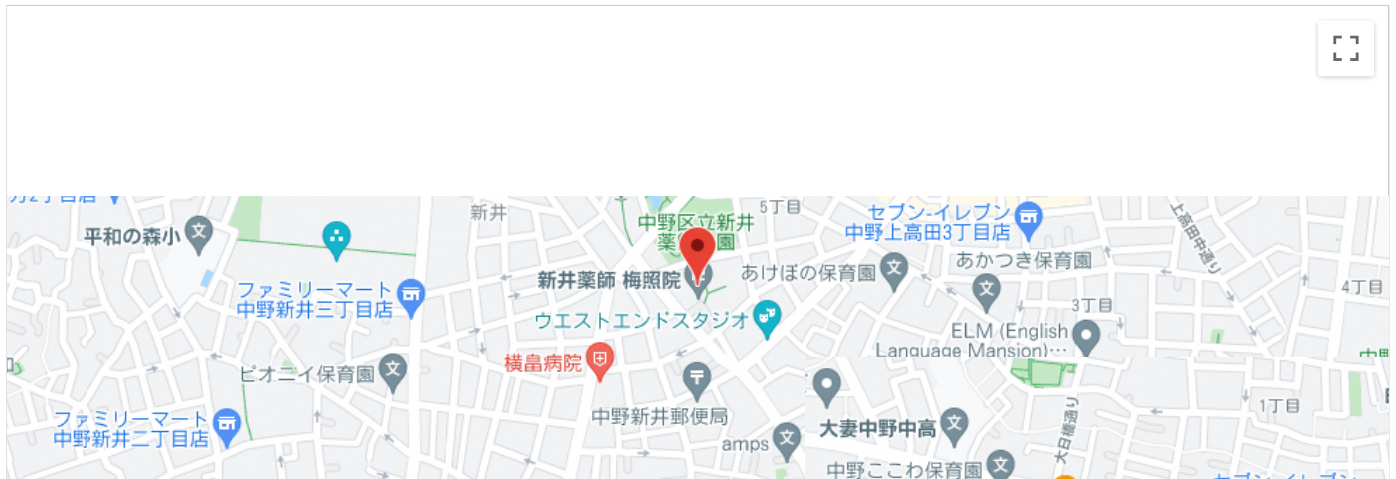 平和の森小
新井
中野区立新井
5丁目
セブン-イレブン
中野上高田3丁目店
上高田中通り
新井薬師 梅照院
あけぼの保育園
あかつき保育園
4丁目
ファミリーマート
中野新井三丁目店
ウエストエンドスタジオ
3丁目
ELM (English
Language Mansion)…
横畠病院
ピオニイ保育園
ファミリーマート
中野新井二丁目店
中野新井郵便局
大妻中野中高
amps
中野ここわ保育園
大日橋通り
1丁目